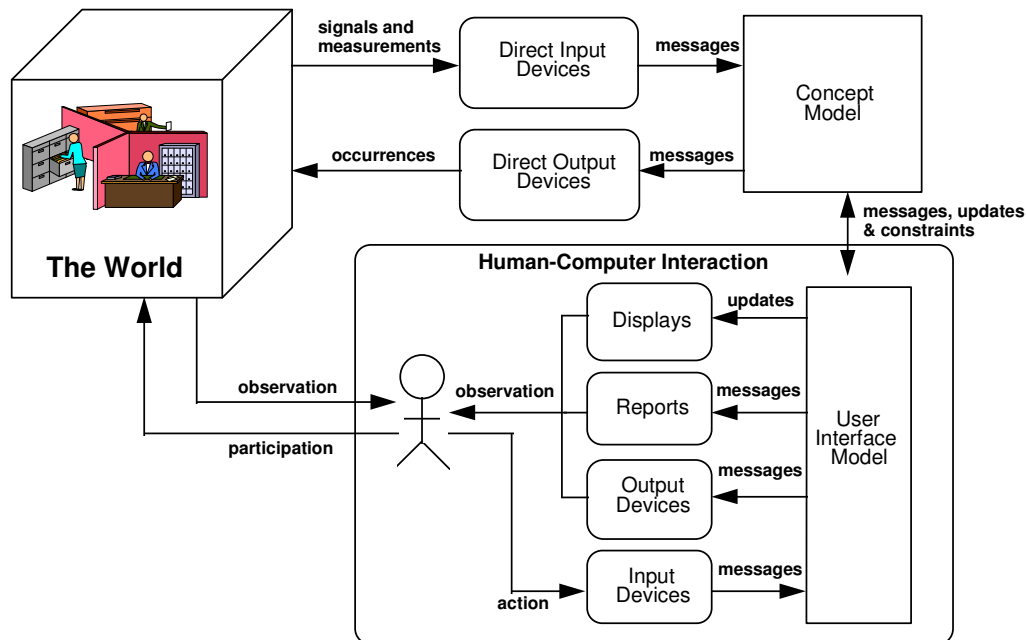 signals and
measurements
Direct Input
Devices
messages
Concept
Model
occurrences
Direct Output
Devices
messages
messages, updates
& constraints
The World
Human-Computer Interaction
Displays
updates
observation
observation
Reports
messages
User
Interface
Model
participation
Output
Devices
messages
action
Input
Devices
messages